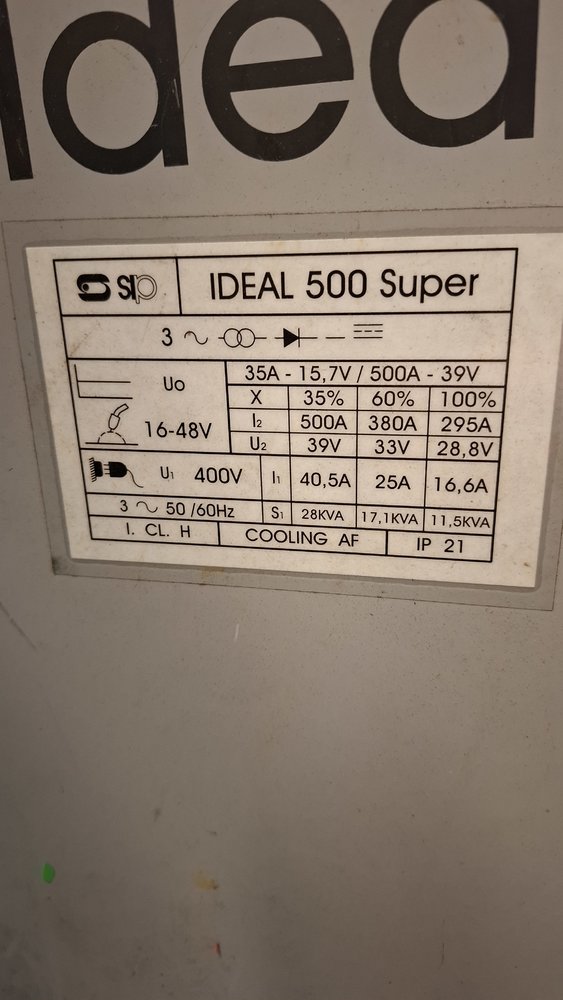 Idea
sip IDEAL 500 Super
3 ~
Uo 35A - 15,7V / 500A - 39V
X 35% 60% 100%
16-48V I2 500A 380A 295A
U2 39V 33V 28,8V
U1 400V I1 40,5A 25A 16,6A
3 ~ 50 /60Hz S1 28KVA 17,1KVA 11,5KVA
I. CL. H COOLING AF IP 21